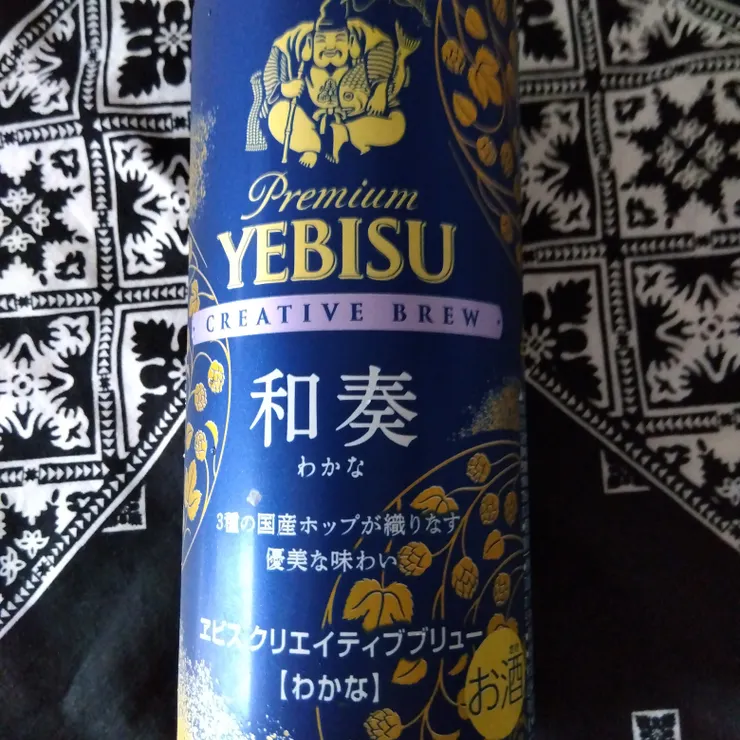 Premium
YEBISU
CREATIVE BREW
和奏
わかな
3種の国産ホップが織りなす
優美な味わい
ヱビス クリエイティブブリュー
【わかな】
お酒